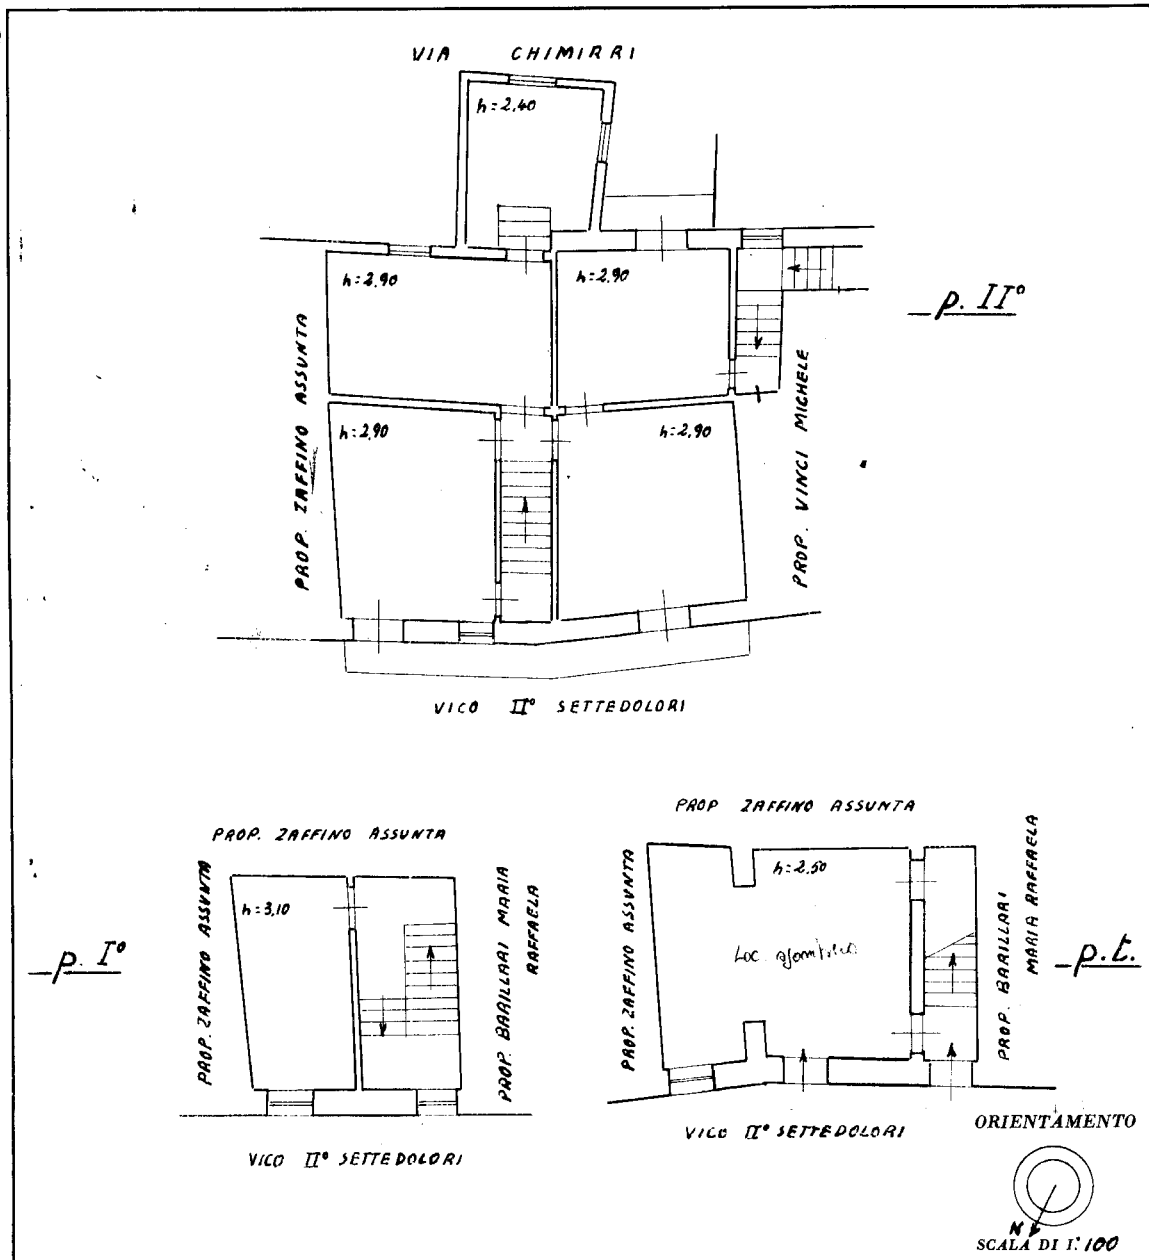 VIA CHIMIRRI
h=2,40
h=2,90
h=2,90
p. II°
PROP. ZAFFINO ASSUNTA
h=2,90
h=2,90
PROP. VINCI MICHELE
VICO II° SETTEDOLORI
PROP. ZAFFINO ASSUNTA
PROP. ZAFFINO ASSUNTA
h=3,10
PROP. BARILLARI MARIA
RAFFAELA
p. I°
VICO II° SETTEDOLORI
PROP ZAFFINO ASSUNTA
PROP. ZAFFINO ASSUNTA
h=2,50
Loc.
PROP. BARILLARI
MARIA RAFFAELA
p.t.
VICO II° SETTEDOLORI
ORIENTAMENTO
N
SCALA DI 1:100